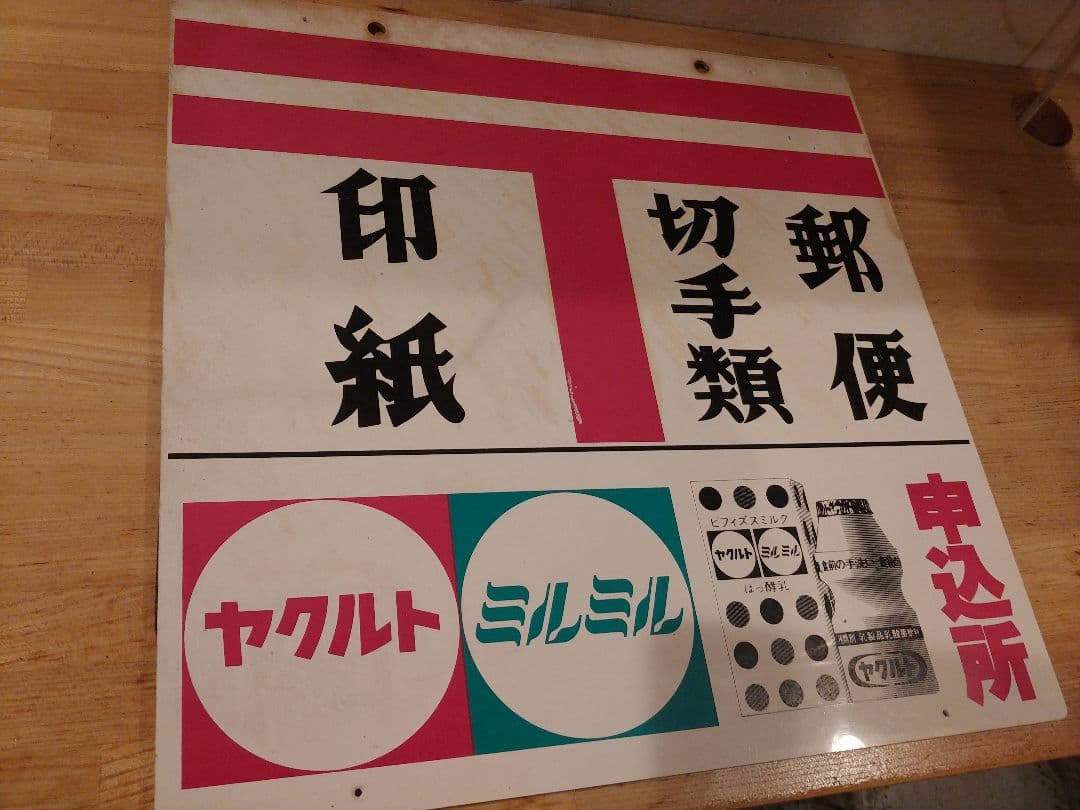 〒
郵便
切手類
印紙
ヤクルト
ミルミル
ビフィズスミルク
ヤクルト
ミルミル
はっ酵乳
ヤクルト
申込所